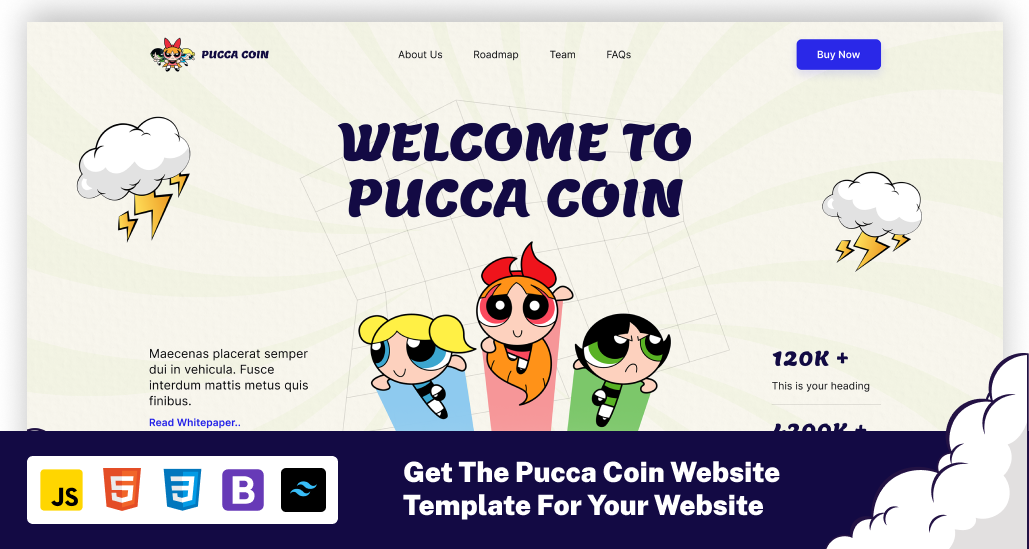 PUCCA COIN
About Us
Roadmap
Team
FAQs
Buy Now
WELCOME TO
PUCCA COIN
Maecenas placerat semper
dui in vehicula. Fusce
interdum mattis metus quis
finibus.
Read Whitepaper..
120K +
This is your heading
JS
5
3
B
Get The Pucca Coin Website
Template For Your Website